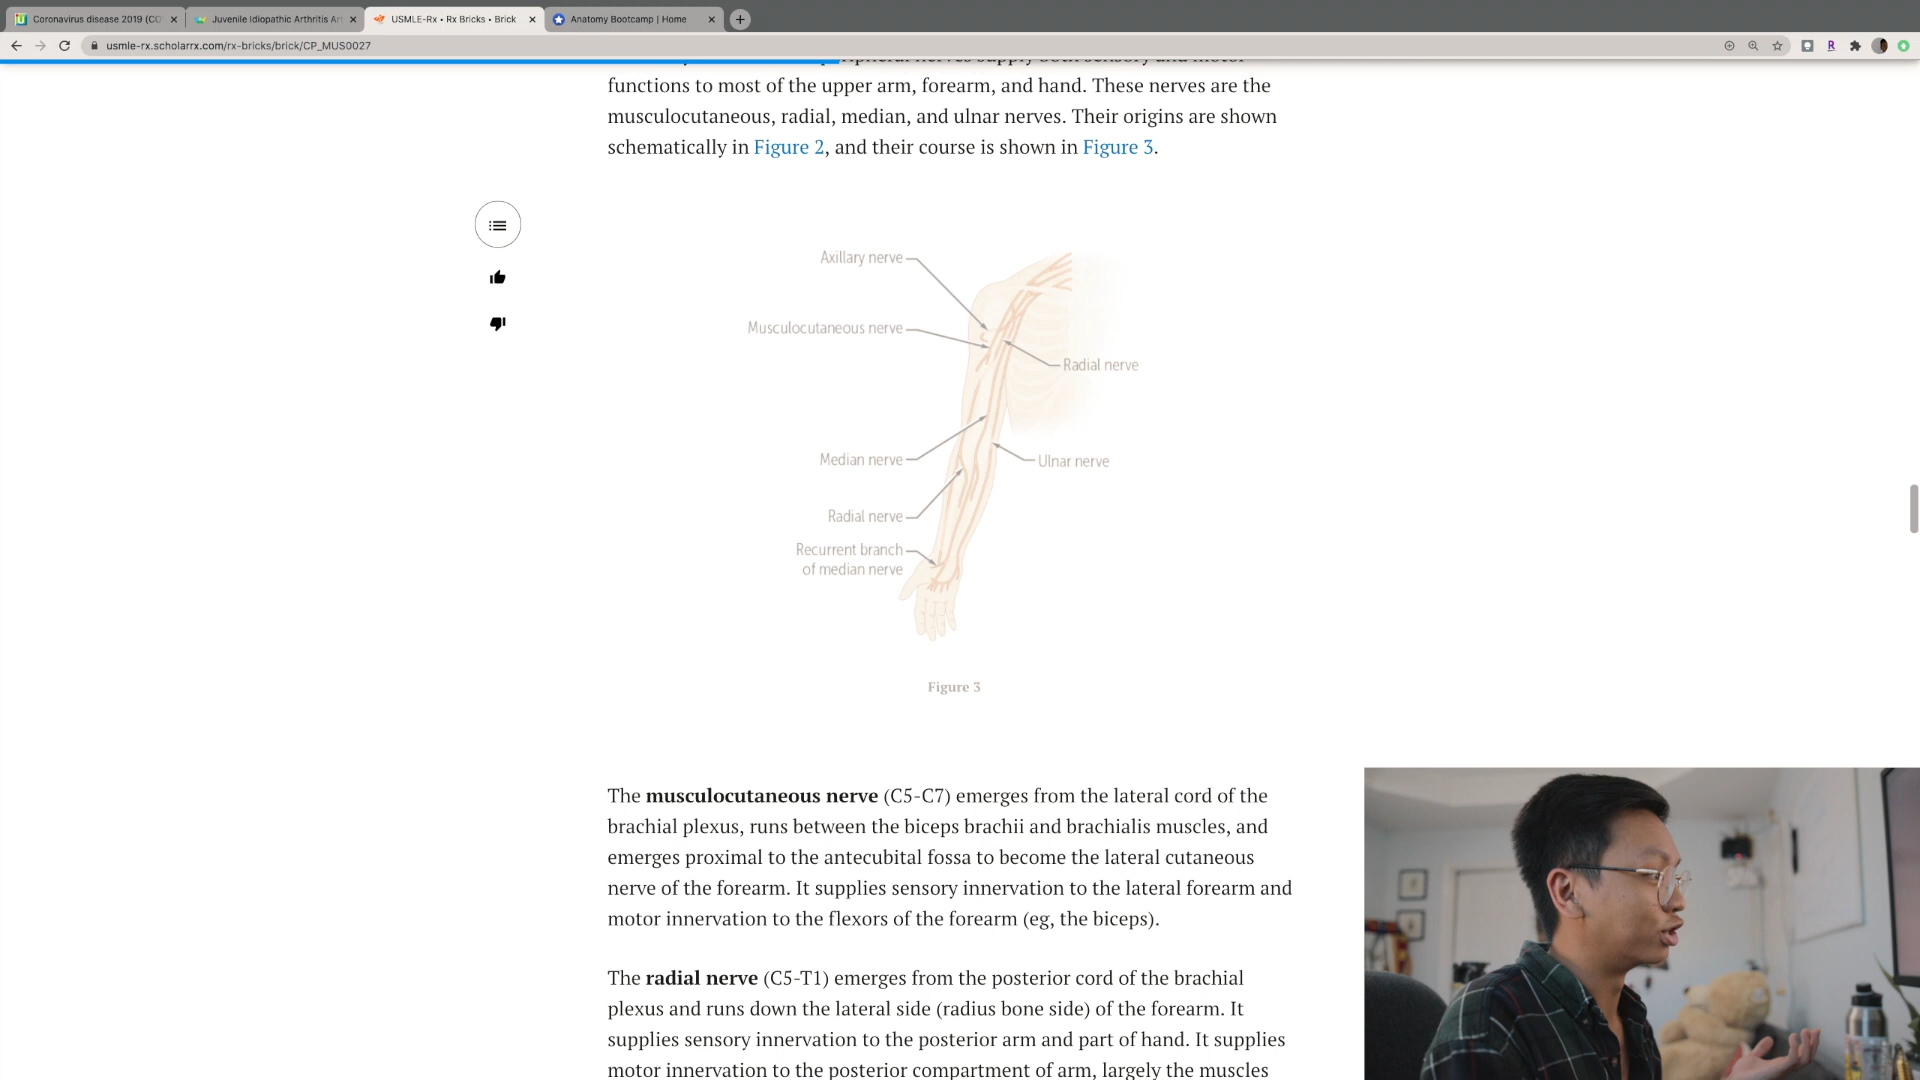 Coronavirus disease 2019 (CO
Juvenile Idiopathic Arthritis Ar
USMLE-Rx • Rx Bricks • Brick
Anatomy Bootcamp | Home
usmle-rx.scholarrx.com/rx-bricks/brick/CP_MUS0027
nerves supply both sensory and motor
functions to most of the upper arm, forearm, and hand. These nerves are the
musculocutaneous, radial, median, and ulnar nerves. Their origins are shown
schematically in Figure 2, and their course is shown in Figure 3.
Axillary nerve
Musculocutaneous nerve
Radial nerve
Median nerve
Ulnar nerve
Radial nerve
Recurrent branch
of median nerve
Figure 3
The musculocutaneous nerve (C5-C7) emerges from the lateral cord of the
brachial plexus, runs between the biceps brachii and brachialis muscles, and
emerges proximal to the antecubital fossa to become the lateral cutaneous
nerve of the forearm. It supplies sensory innervation to the lateral forearm and
motor innervation to the flexors of the forearm (eg, the biceps).
The radial nerve (C5-T1) emerges from the posterior cord of the brachial
plexus and runs down the lateral side (radius bone side) of the forearm. It
supplies sensory innervation to the posterior arm and part of hand. It supplies
motor innervation to the posterior compartment of arm, largely the muscles